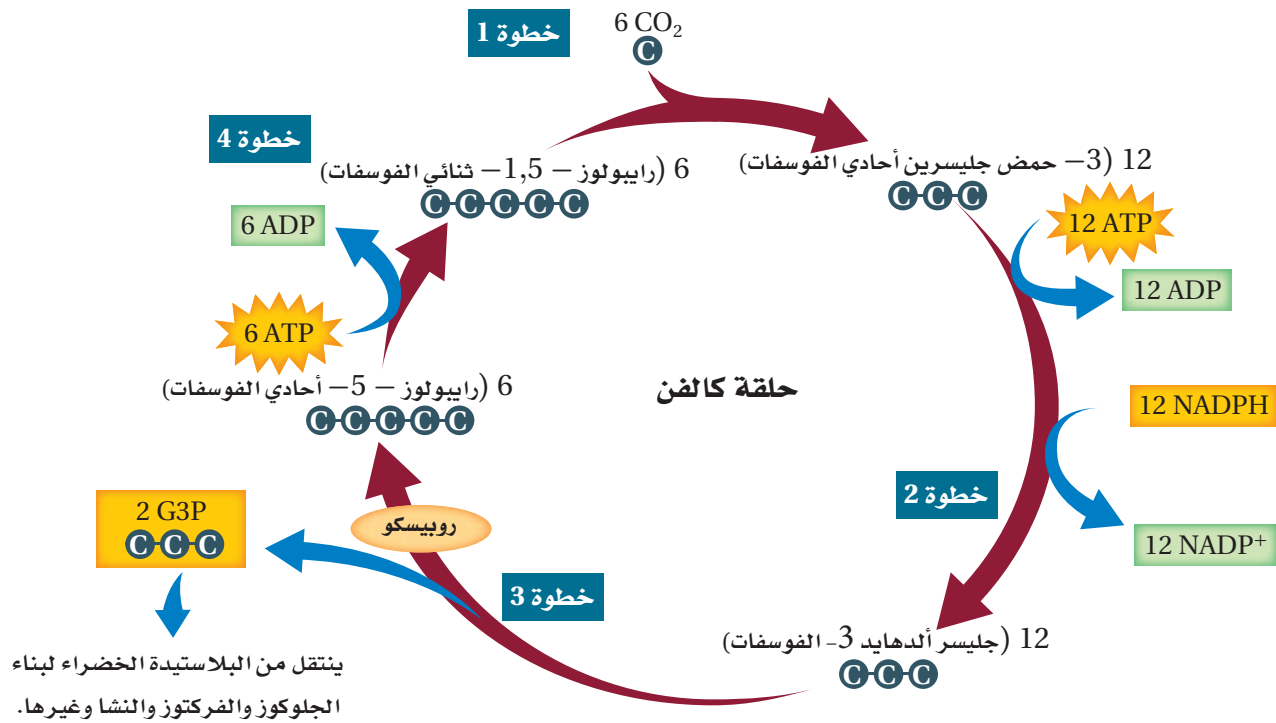 خطوة 1
6 CO₂
C
12 (3– حمض جليسرين أحادي الفوسفات)
C-C-C
12 ATP
12 ADP
12 NADPH
12 NADP⁺
خطوة 2
12 (جليسر ألدهايد 3- الفوسفات)
C-C-C
خطوة 3
روبيسكو
2 G3P
C-C-C
ينتقل من البلاستيدة الخضراء لبناء
الجلوكوز والفركتوز والنشا وغيرها.
6 (رايبولوز – 5– أحادي الفوسفات)
C-C-C-C-C
6 ATP
6 ADP
خطوة 4
6 (رايبولوز – 1,5– ثنائي الفوسفات)
C-C-C-C-C
حلقة كالفن